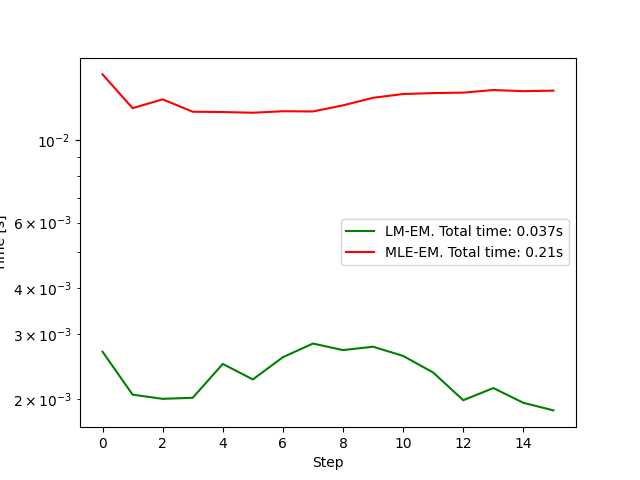 10⁻²
6 × 10⁻³
4 × 10⁻³
3 × 10⁻³
2 × 10⁻³
Time [s]
LM-EM. Total time: 0.037s
MLE-EM. Total time: 0.21s
0 2 4 6 8 10 12 14
Step